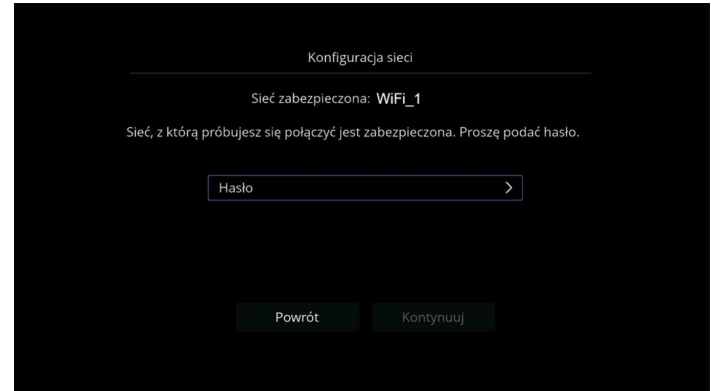 Konfiguracja sieci
Sieć zabezpieczona: WiFi_1
Sieć, z którą próbujesz się połączyć jest zabezpieczona. Proszę podać hasło.
Hasło
Powrót Kontynuuj